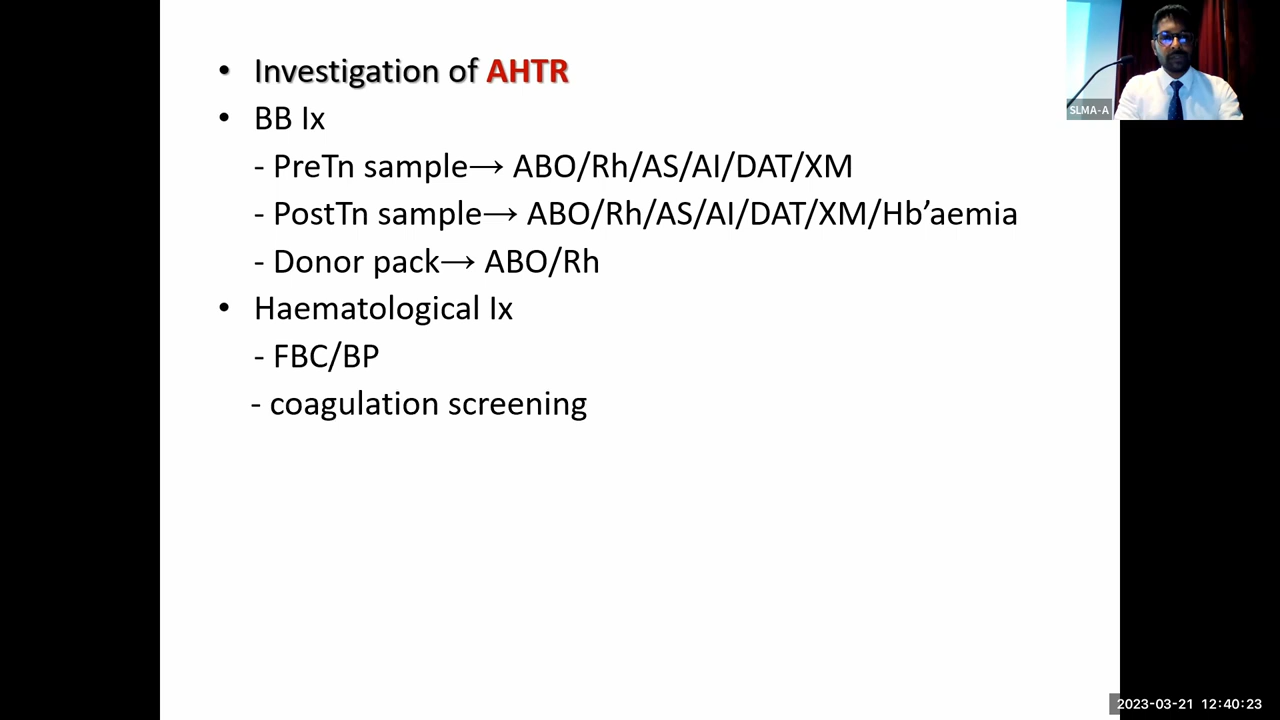 • Investigation of AHTR
• BB Ix
- PreTn sample→ ABO/Rh/AS/AI/DAT/XM
- PostTn sample→ ABO/Rh/AS/AI/DAT/XM/Hb’aemia
- Donor pack→ ABO/Rh
• Haematological Ix
- FBC/BP
- coagulation screening
SLMA-A
2023-03-21 12:40:23